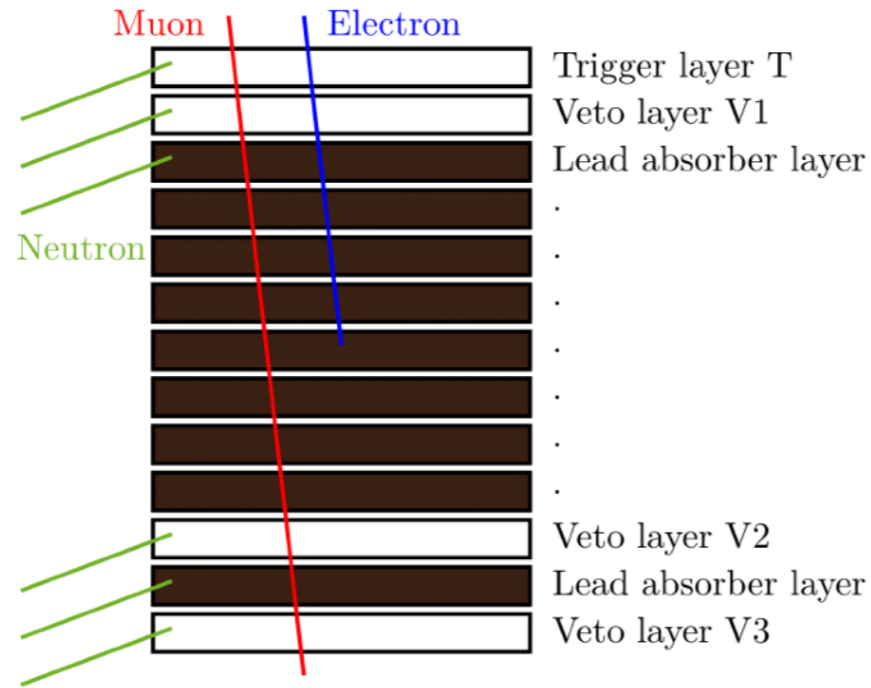 Muon Electron
Trigger layer T
Veto layer V1
Lead absorber layer
.
Neutron
.
.
.
.
.
.
Veto layer V2
Lead absorber layer
Veto layer V3